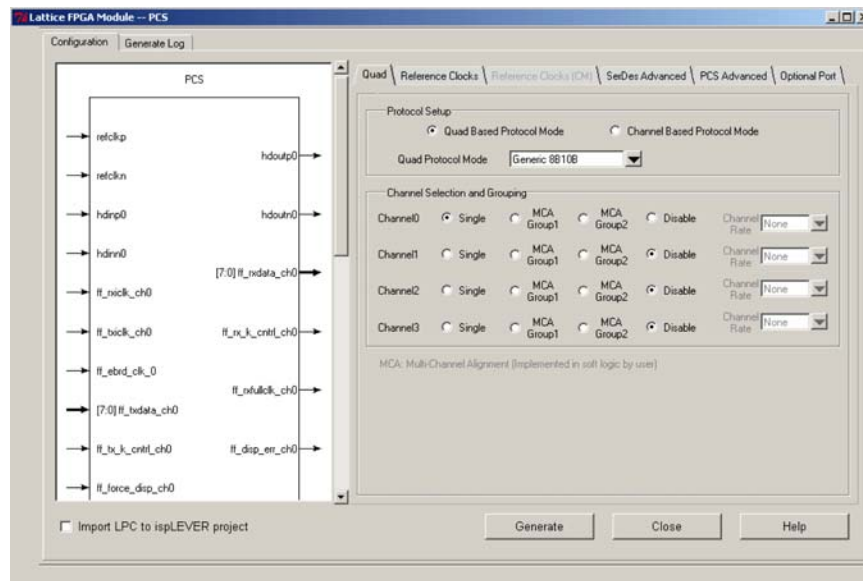 Lattice FPGA Module -- PCS
Configuration Generate Log
PCS
refclkp
hdoutp0
refclkn
hdinp0 hdoutn0
hdinn0
[7:0] ff_rxdata_ch0
ff_rxiclk_ch0
ff_txiclk_ch0 ff_rx_k_cntrl_ch0
ff_ebrd_clk_0
ff_rxfullclk_ch0
[7:0] ff_txdata_ch0
ff_tx_k_cntrl_ch0 ff_disp_err_ch0
ff_force_disp_ch0
Quad Reference Clocks Reference Clocks (CM) SerDes Advanced PCS Advanced Optional Port
Protocol Setup
Quad Based Protocol Mode Channel Based Protocol Mode
Quad Protocol Mode Generic 8B10B
Channel Selection and Grouping
Channel0 Single MCA Group1 MCA Group2 Disable Channel Rate None
Channel1 Single MCA Group1 MCA Group2 Disable Channel Rate None
Channel2 Single MCA Group1 MCA Group2 Disable Channel Rate None
Channel3 Single MCA Group1 MCA Group2 Disable Channel Rate None
MCA: Multi-Channel Alignment (Implemented in soft logic by user)
Import LPC to ispLEVER project
Generate Close Help